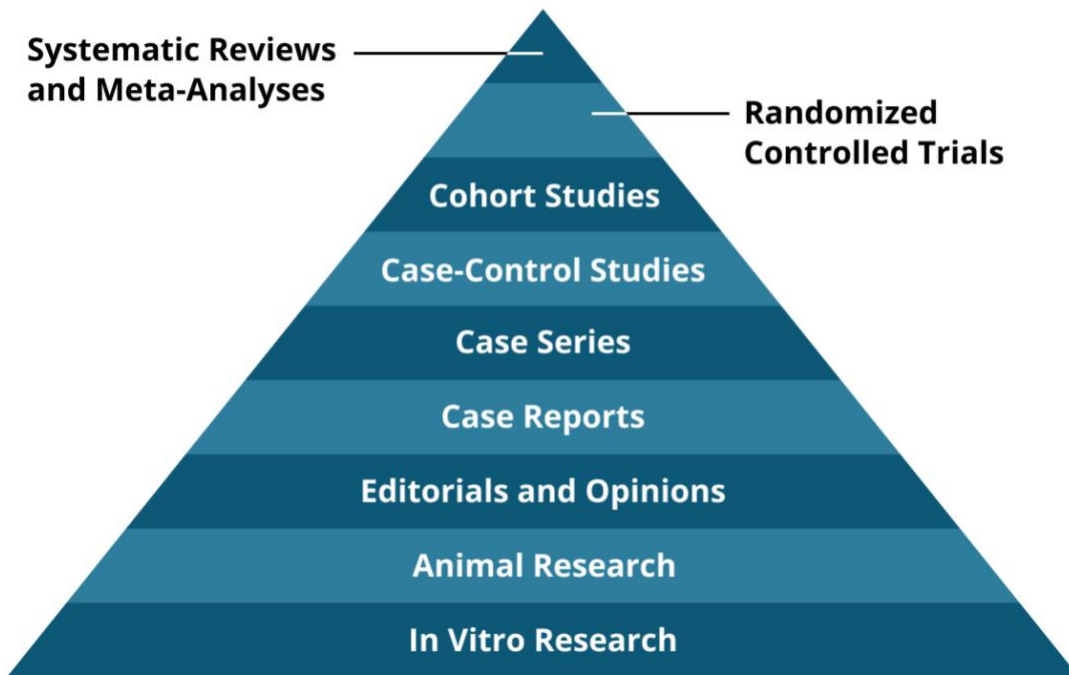 Systematic Reviews
and Meta-Analyses
Randomized
Controlled Trials
Cohort Studies
Case-Control Studies
Case Series
Case Reports
Editorials and Opinions
Animal Research
In Vitro Research